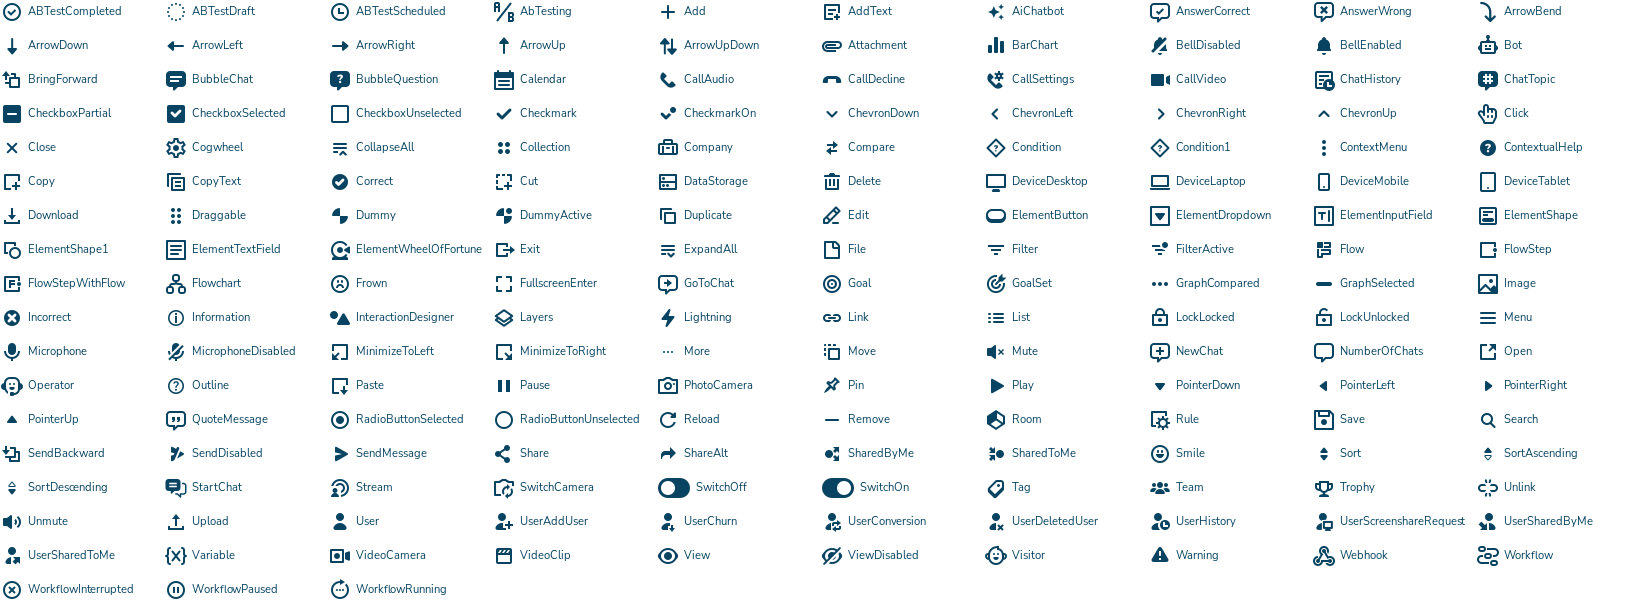 ABTestCompleted ABTestDraft ABTestScheduled AbTesting Add AddText AiChatbot AnswerCorrect AnswerWrong ArrowBend
ArrowDown ArrowLeft ArrowRight ArrowUp ArrowUpDown Attachment BarChart BellDisabled BellEnabled Bot
BringForward BubbleChat BubbleQuestion Calendar CallAudio CallDecline CallSettings CallVideo ChatHistory ChatTopic
CheckboxPartial CheckboxSelected CheckboxUnselected Checkmark CheckmarkOn ChevronDown ChevronLeft ChevronRight ChevronUp Click
Close Cogwheel CollapseAll Collection Company Compare Condition Condition1 ContextMenu ContextualHelp
Copy CopyText Correct Cut DataStorage Delete DeviceDesktop DeviceLaptop DeviceMobile DeviceTablet
Download Draggable Dummy DummyActive Duplicate Edit ElementButton ElementDropdown ElementInputField ElementShape
ElementShape1 ElementTextField ElementWheelOfFortune Exit ExpandAll File Filter FilterActive Flow FlowStep
FlowStepWithFlow Flowchart Frown FullscreenEnter GoToChat Goal GoalSet GraphCompared GraphSelected Image
Incorrect Information InteractionDesigner Layers Lightning Link List LockLocked LockUnlocked Menu
Microphone MicrophoneDisabled MinimizeToLeft MinimizeToRight More Move Mute NewChat NumberOfChats Open
Operator Outline Paste Pause PhotoCamera Pin Play PointerDown PointerLeft PointerRight
PointerUp QuoteMessage RadioButtonSelected RadioButtonUnselected Reload Remove Room Rule Save Search
SendBackward SendDisabled SendMessage Share ShareAlt SharedByMe SharedToMe Smile Sort SortAscending
SortDescending StartChat Stream SwitchCamera SwitchOff SwitchOn Tag Team Trophy Unlink
Unmute Upload User UserAddUser UserChurn UserConversion UserDeletedUser UserHistory UserScreenshareRequest UserSharedByMe
UserSharedToMe Variable VideoCamera VideoClip View ViewDisabled Visitor Warning Webhook Workflow
WorkflowInterrupted WorkflowPaused WorkflowRunning